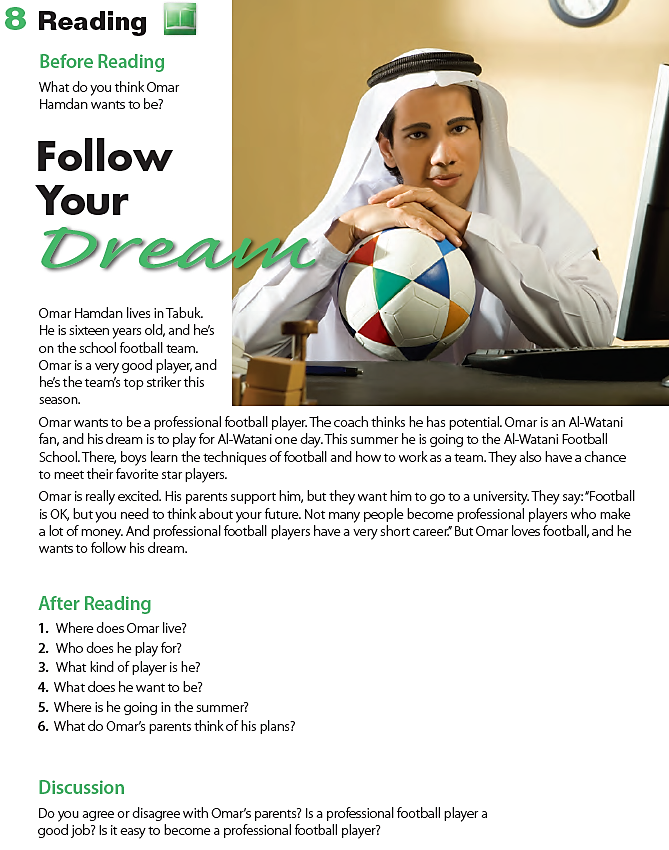 8 Reading
Before Reading
What do you think Omar
Hamdan wants to be?
Follow
Your
Dream
Omar Hamdan lives in Tabuk.
He is sixteen years old, and he's
on the school football team.
Omar is a very good player, and
he's the team's top striker this
season.
Omar wants to be a professional football player. The coach thinks he has potential. Omar is an Al-Watani
fan, and his dream is to play for Al-Watani one day. This summer he is going to the Al-Watani Football
School. There, boys learn the techniques of football and how to work as a team. They also have a chance
to meet their favorite star players.
Omar is really excited. His parents support him, but they want him to go to a university. They say: “Football
is OK, but you need to think about your future. Not many people become professional players who make
a lot of money. And professional football players have a very short career.” But Omar loves football, and he
wants to follow his dream.
After Reading
1. Where does Omar live?
2. Who does he play for?
3. What kind of player is he?
4. What does he want to be?
5. Where is he going in the summer?
6. What do Omar's parents think of his plans?
Discussion
Do you agree or disagree with Omar's parents? Is a professional football player a
good job? Is it easy to become a professional football player?